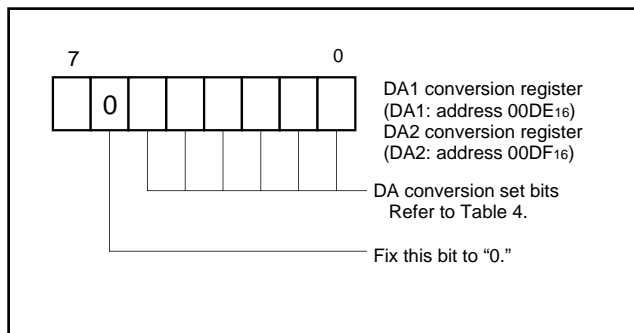 7 0
0
DA1 conversion register
(DA1: address 00DE16)
DA2 conversion register
(DA2: address 00DF16)
DA conversion set bits
Refer to Table 4.
Fix this bit to “0.”